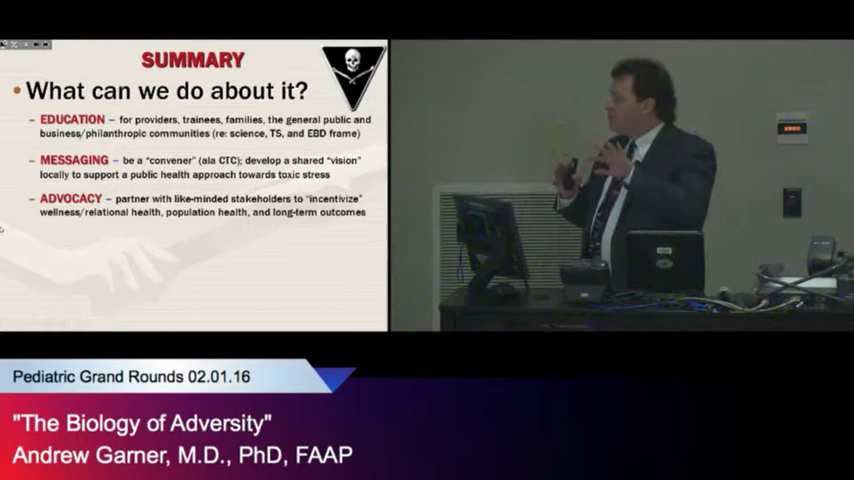 SUMMARY
• What can we do about it?
– EDUCATION – for providers, trainees, families, the general public and
business/philanthropic communities (re: science, TS, and EBD frame)
– MESSAGING – be a "convener" (ala CTC); develop a shared "vision"
locally to support a public health approach towards toxic stress
– ADVOCACY – partner with like-minded stakeholders to "incentivize"
wellness/relational health, population health, and long-term outcomes
Pediatric Grand Rounds 02.01.16
"The Biology of Adversity"
Andrew Garner, M.D., PhD, FAAP